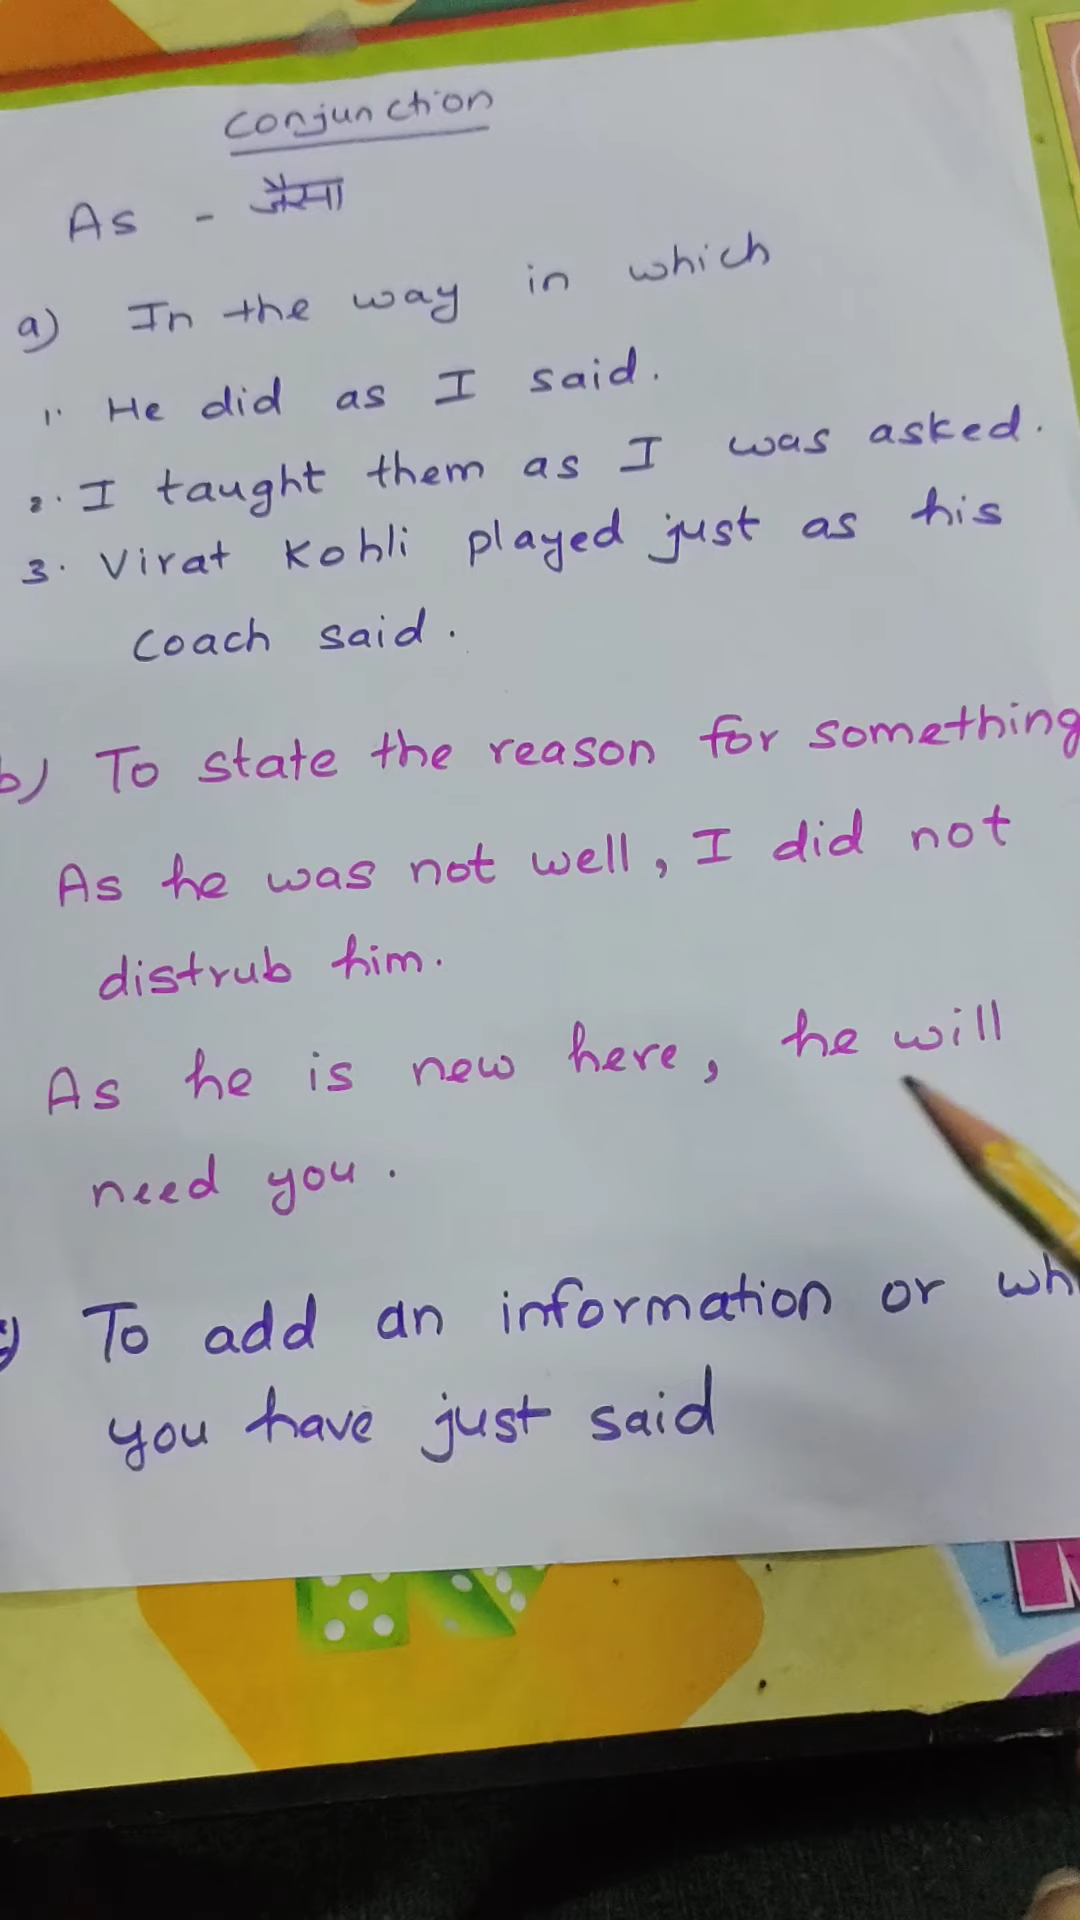 Conjunction
As - जैसा
a) In the way in which
1. He did as I said.
2. I taught them as I was asked.
3. Virat Kohli played just as his
Coach said.
b) To state the reason for something
As he was not well, I did not
distrub him.
As he is new here, he will
need you.
To add an information or
you have just said